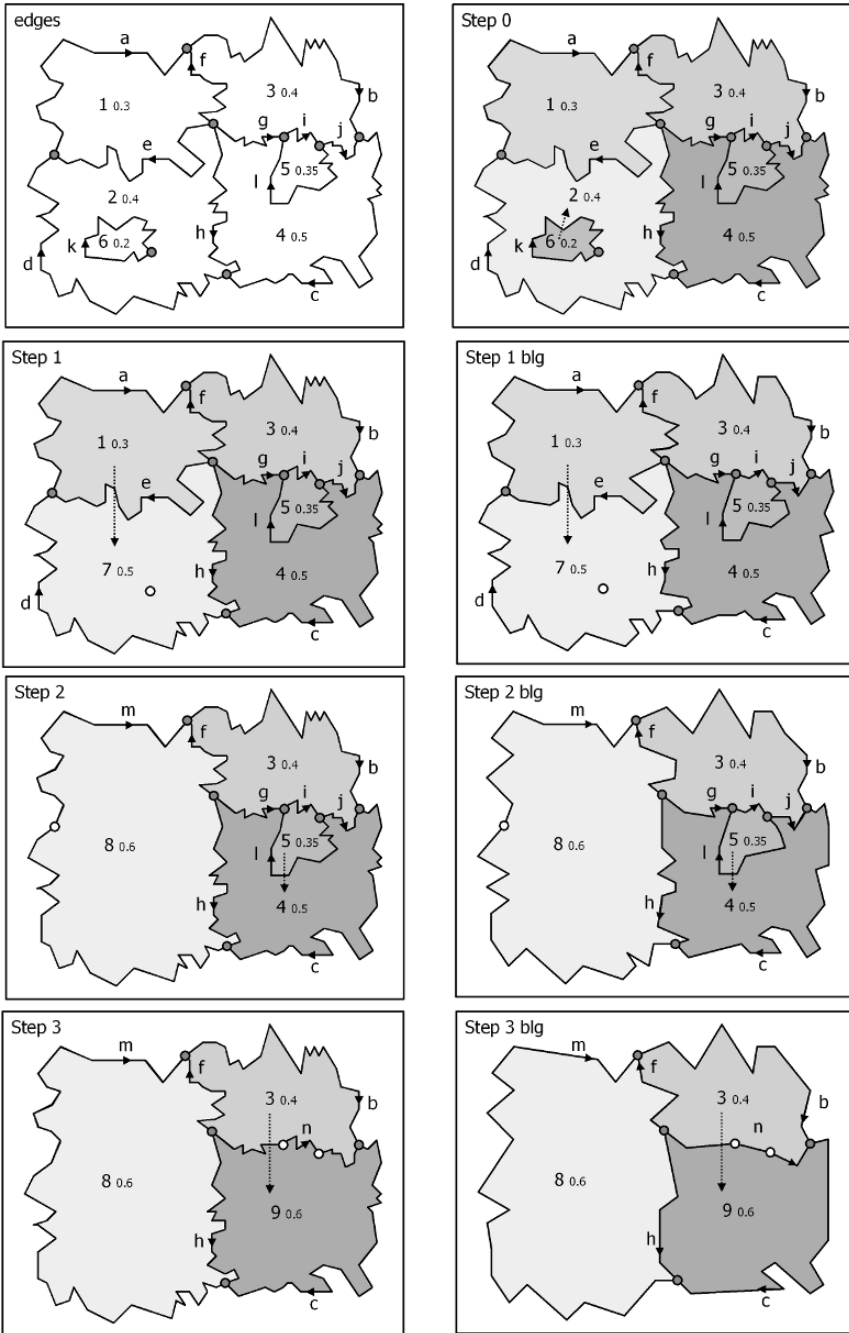 edges
a
f
b
1 0.3
3 0.4
g
i
j
e
5 0.35
2 0.4
l
k
6 0.2
h
4 0.5
d
c
Step 0
a
f
b
1 0.3
3 0.4
g
i
j
e
5 0.35
2 0.4
l
k
6 0.2
h
4 0.5
d
c
Step 1
a
f
b
1 0.3
3 0.4
g
i
j
e
5 0.35
l
7 0.5
h
4 0.5
d
c
Step 1 blg
a
f
b
1 0.3
3 0.4
g
i
j
e
5 0.35
l
7 0.5
h
4 0.5
d
c
Step 2
m
f
b
3 0.4
g
i
j
8 0.6
5 0.35
l
h
4 0.5
c
Step 2 blg
m
f
b
3 0.4
g
i
j
8 0.6
5 0.35
l
h
4 0.5
c
Step 3
m
f
b
3 0.4
n
8 0.6
9 0.6
h
c
Step 3 blg
m
f
b
3 0.4
n
8 0.6
9 0.6
h
c